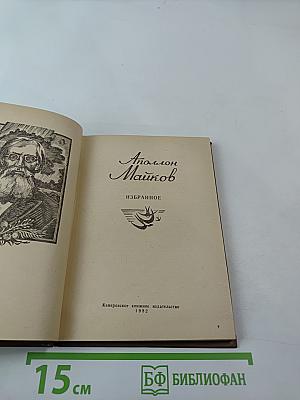 Аполлон
Майков
ИЗБРАННОЕ
Кемеровское книжное издательство
1982
15 см
БФ БИБЛИОФАН